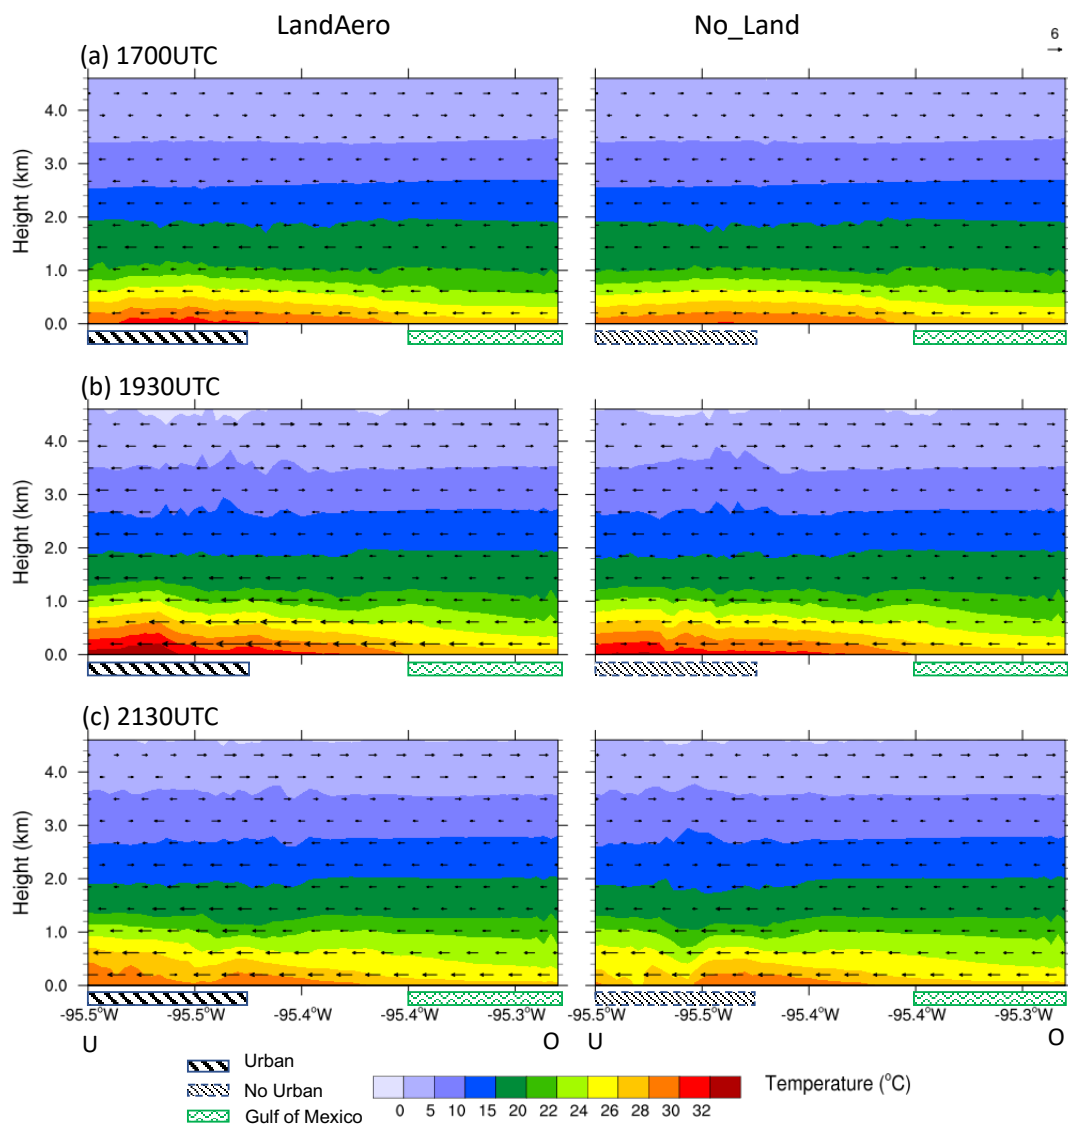 LandAero No_Land
6
(a) 1700UTC
4.0 3.0 2.0 1.0 0.0
Height (km)
(b) 1930UTC
4.0 3.0 2.0 1.0 0.0
Height (km)
(c) 2130UTC
4.0 3.0 2.0 1.0 0.0
Height (km)
-95.5°W -95.5°W -95.4°W -95.4°W -95.3°W -95.5°W -95.5°W -95.4°W -95.4°W -95.3°W
U O U O
Urban
No Urban
Gulf of Mexico
0 5 10 15 20 22 24 26 28 30 32
Temperature (°C)